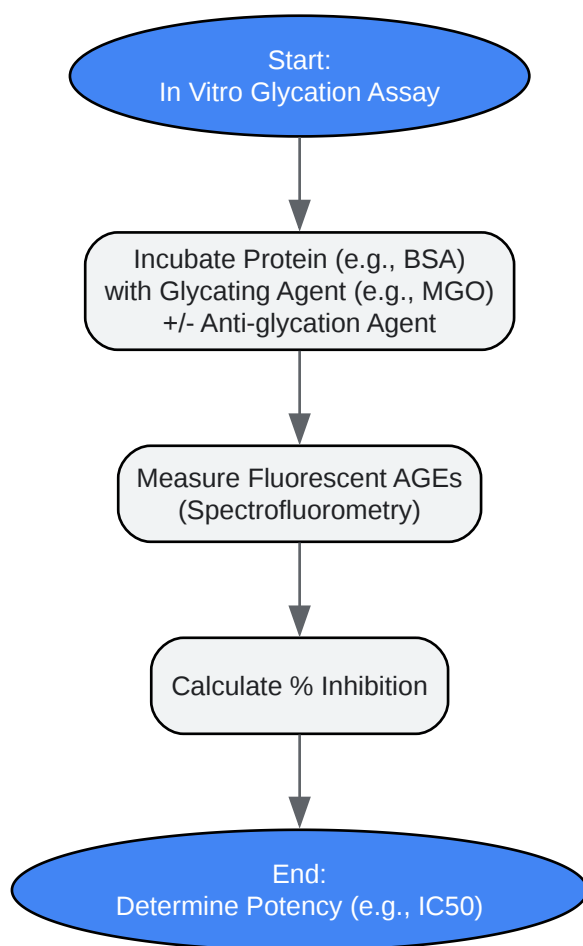 Start:
In Vitro Glycation Assay
Incubate Protein (e.g., BSA)
with Glycating Agent (e.g., MGO)
+/- Anti-glycation Agent
Measure Fluorescent AGEs
(Spectrofluorometry)
Calculate % Inhibition
End:
Determine Potency (e.g., IC50)